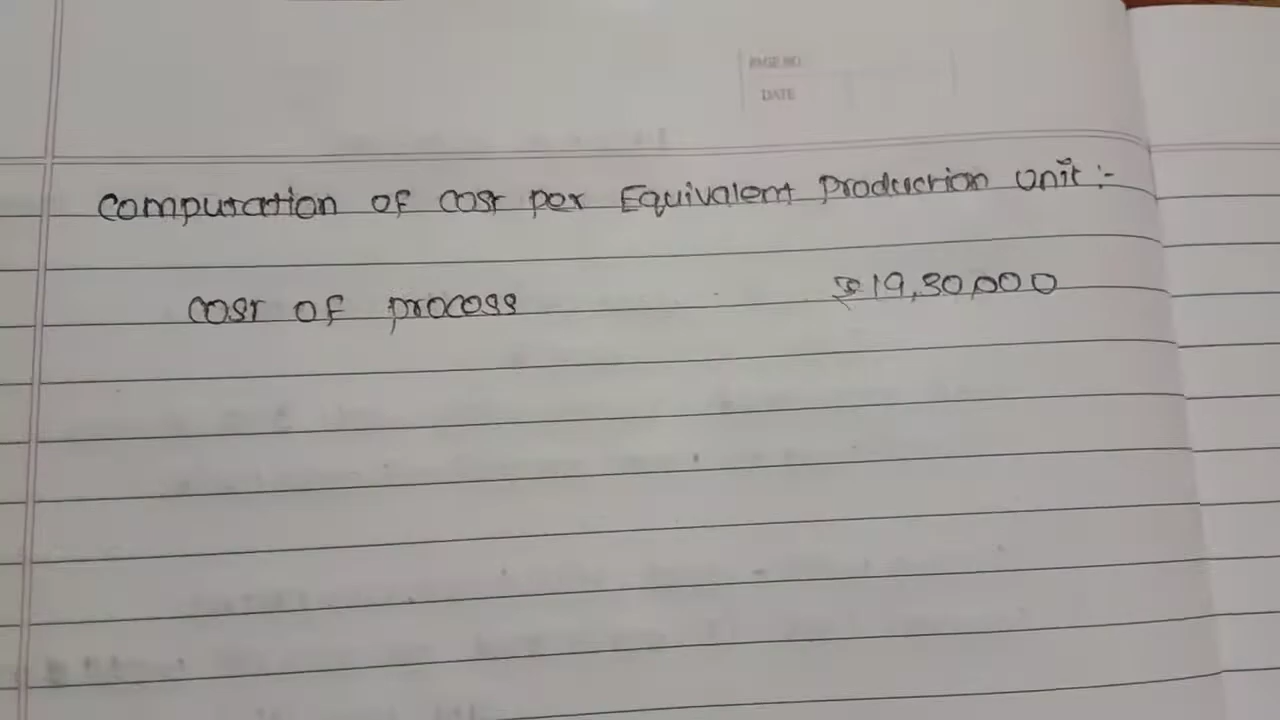 PAGE NO.
DATE
Computation of cost per Equivalent Production Unit :-
cost of process ₹19,30,000